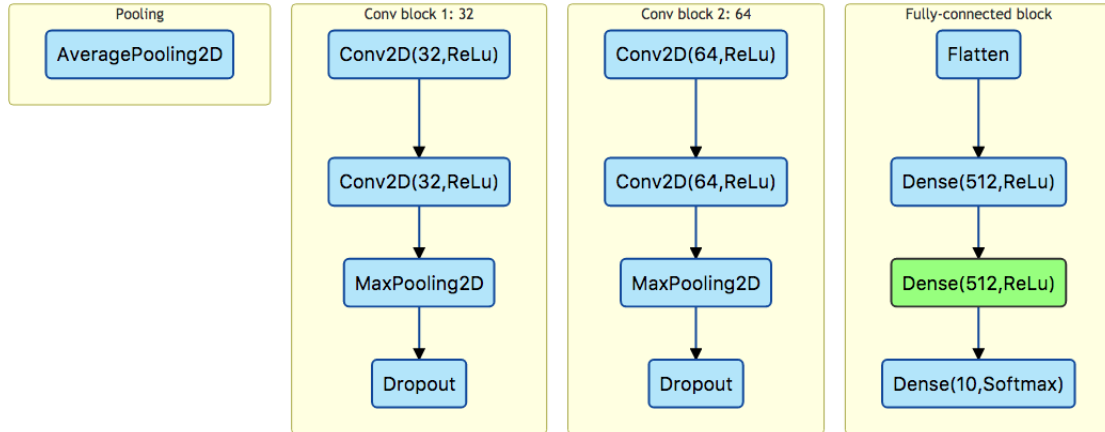 Pooling
AveragePooling2D
Conv block 1: 32
Conv2D(32,ReLu)
Conv2D(32,ReLu)
MaxPooling2D
Dropout
Conv block 2: 64
Conv2D(64,ReLu)
Conv2D(64,ReLu)
MaxPooling2D
Dropout
Fully-connected block
Flatten
Dense(512,ReLu)
Dense(512,ReLu)
Dense(10,Softmax)